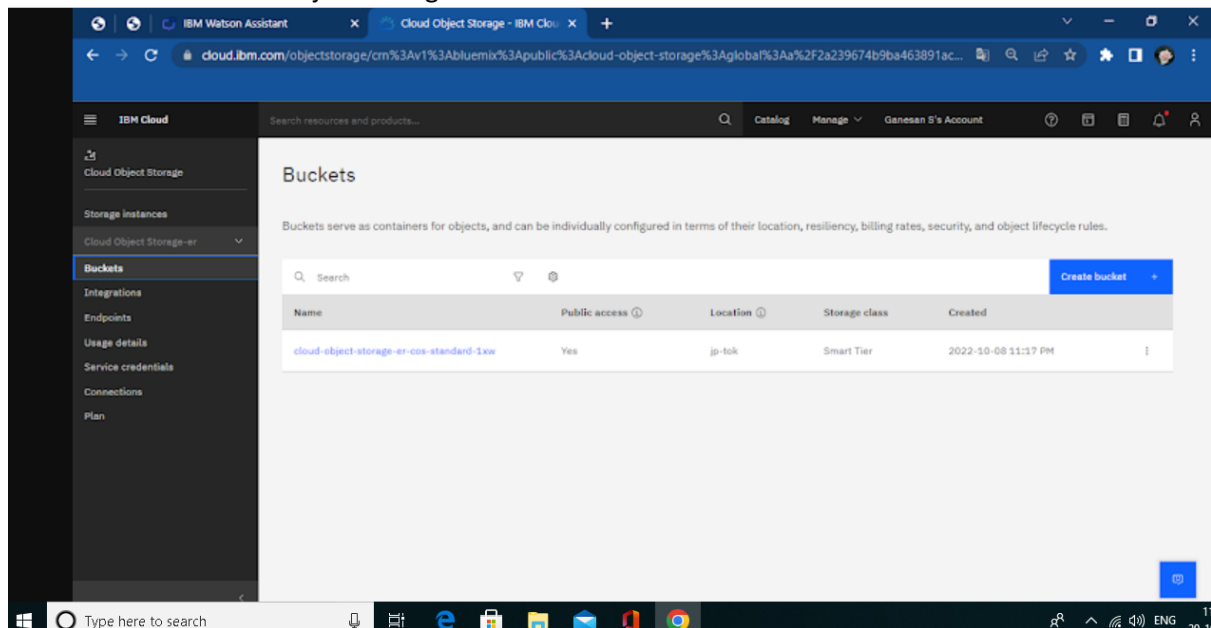 IBM Watson Assistant
Cloud Object Storage - IBM Clou
cloud.ibm.com/objectstorage/crn%3Av1%3Abluemix%3Apublic%3Acloud-object-storage%3Aglobal%3Aa%2F2a239674b9ba463891ac...
IBM Cloud
Search resources and products...
Catalog
Manage
Ganesan S's Account
Cloud Object Storage
Storage instances
Cloud Object Storage-er
Buckets
Integrations
Endpoints
Usage details
Service credentials
Connections
Plan
Buckets
Buckets serve as containers for objects, and can be individually configured in terms of their location, resiliency, billing rates, security, and object lifecycle rules.
Search
Create bucket +
Name Public access Location Storage class Created
cloud-object-storage-er-cos-standard-1xw Yes jp-tok Smart Tier 2022-10-08 11:17 PM
Type here to search
ENG